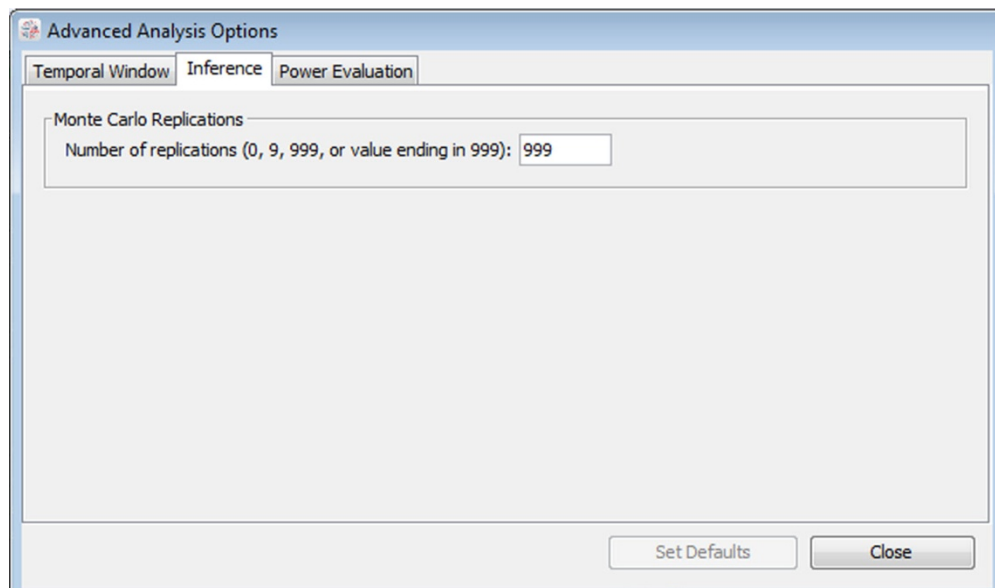 Advanced Analysis Options
Temporal Window Inference Power Evaluation
Monte Carlo Replications
Number of replications (0, 9, 999, or value ending in 999): 999
Set Defaults Close